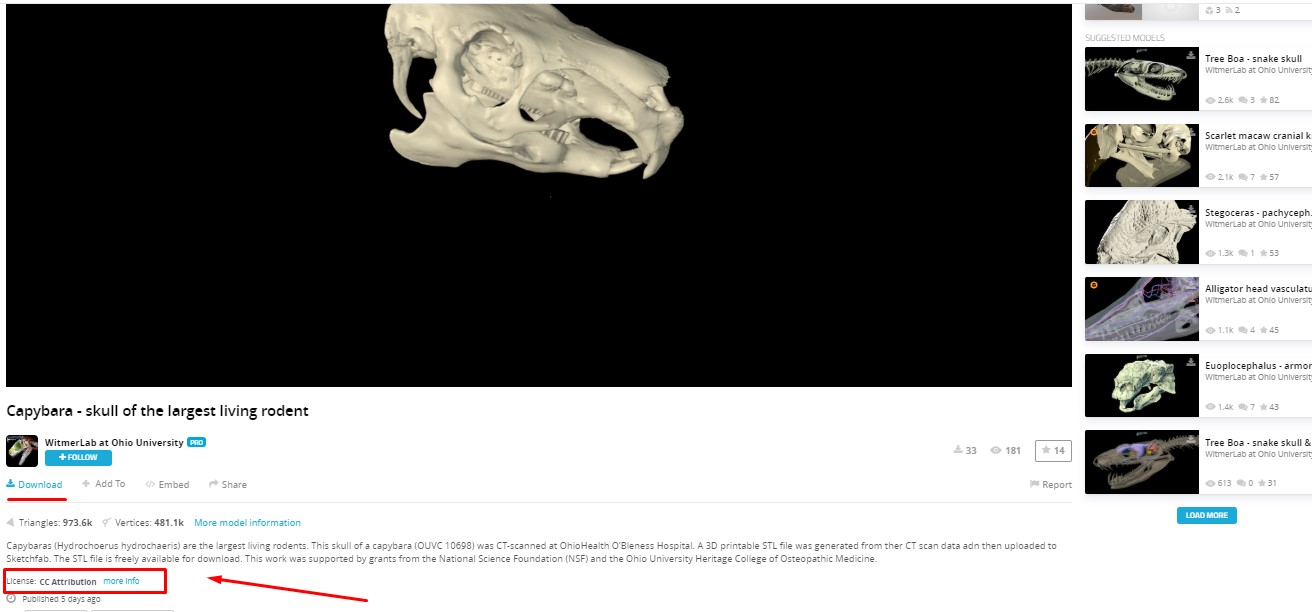 Capybara - skull of the largest living rodent
WitmerLab at Ohio University PRO
+ FOLLOW
33 181 14
Download Add To Embed Share Report
Triangles: 973.6k Vertices: 481.1k More model information
Capybaras (Hydrochoerus hydrochaeris) are the largest living rodents. This skull of a capybara (OUVC 10698) was CT-scanned at OhioHealth O'Bleness Hospital. A 3D printable STL file was generated from ther CT scan data adn then uploaded to
Sketchfab. The STL file is freely available for download. This work was supported by grants from the National Science Foundation (NSF) and the Ohio University Heritage College of Osteopathic Medicine.
License: CC Attribution more info
Published 5 days ago
3 2
SUGGESTED MODELS
Tree Boa - snake skull
WitmerLab at Ohio University
2.6k 3 82
Scarlet macaw cranial k
WitmerLab at Ohio University
2.1k 7 57
Stegoceras - pachyceph
WitmerLab at Ohio University
1.3k 1 53
Alligator head vasculatu
WitmerLab at Ohio University
1.1k 4 45
Euoplocephalus - armor
WitmerLab at Ohio University
1.4k 7 43
Tree Boa - snake skull &
WitmerLab at Ohio University
613 0 31
LOAD MORE